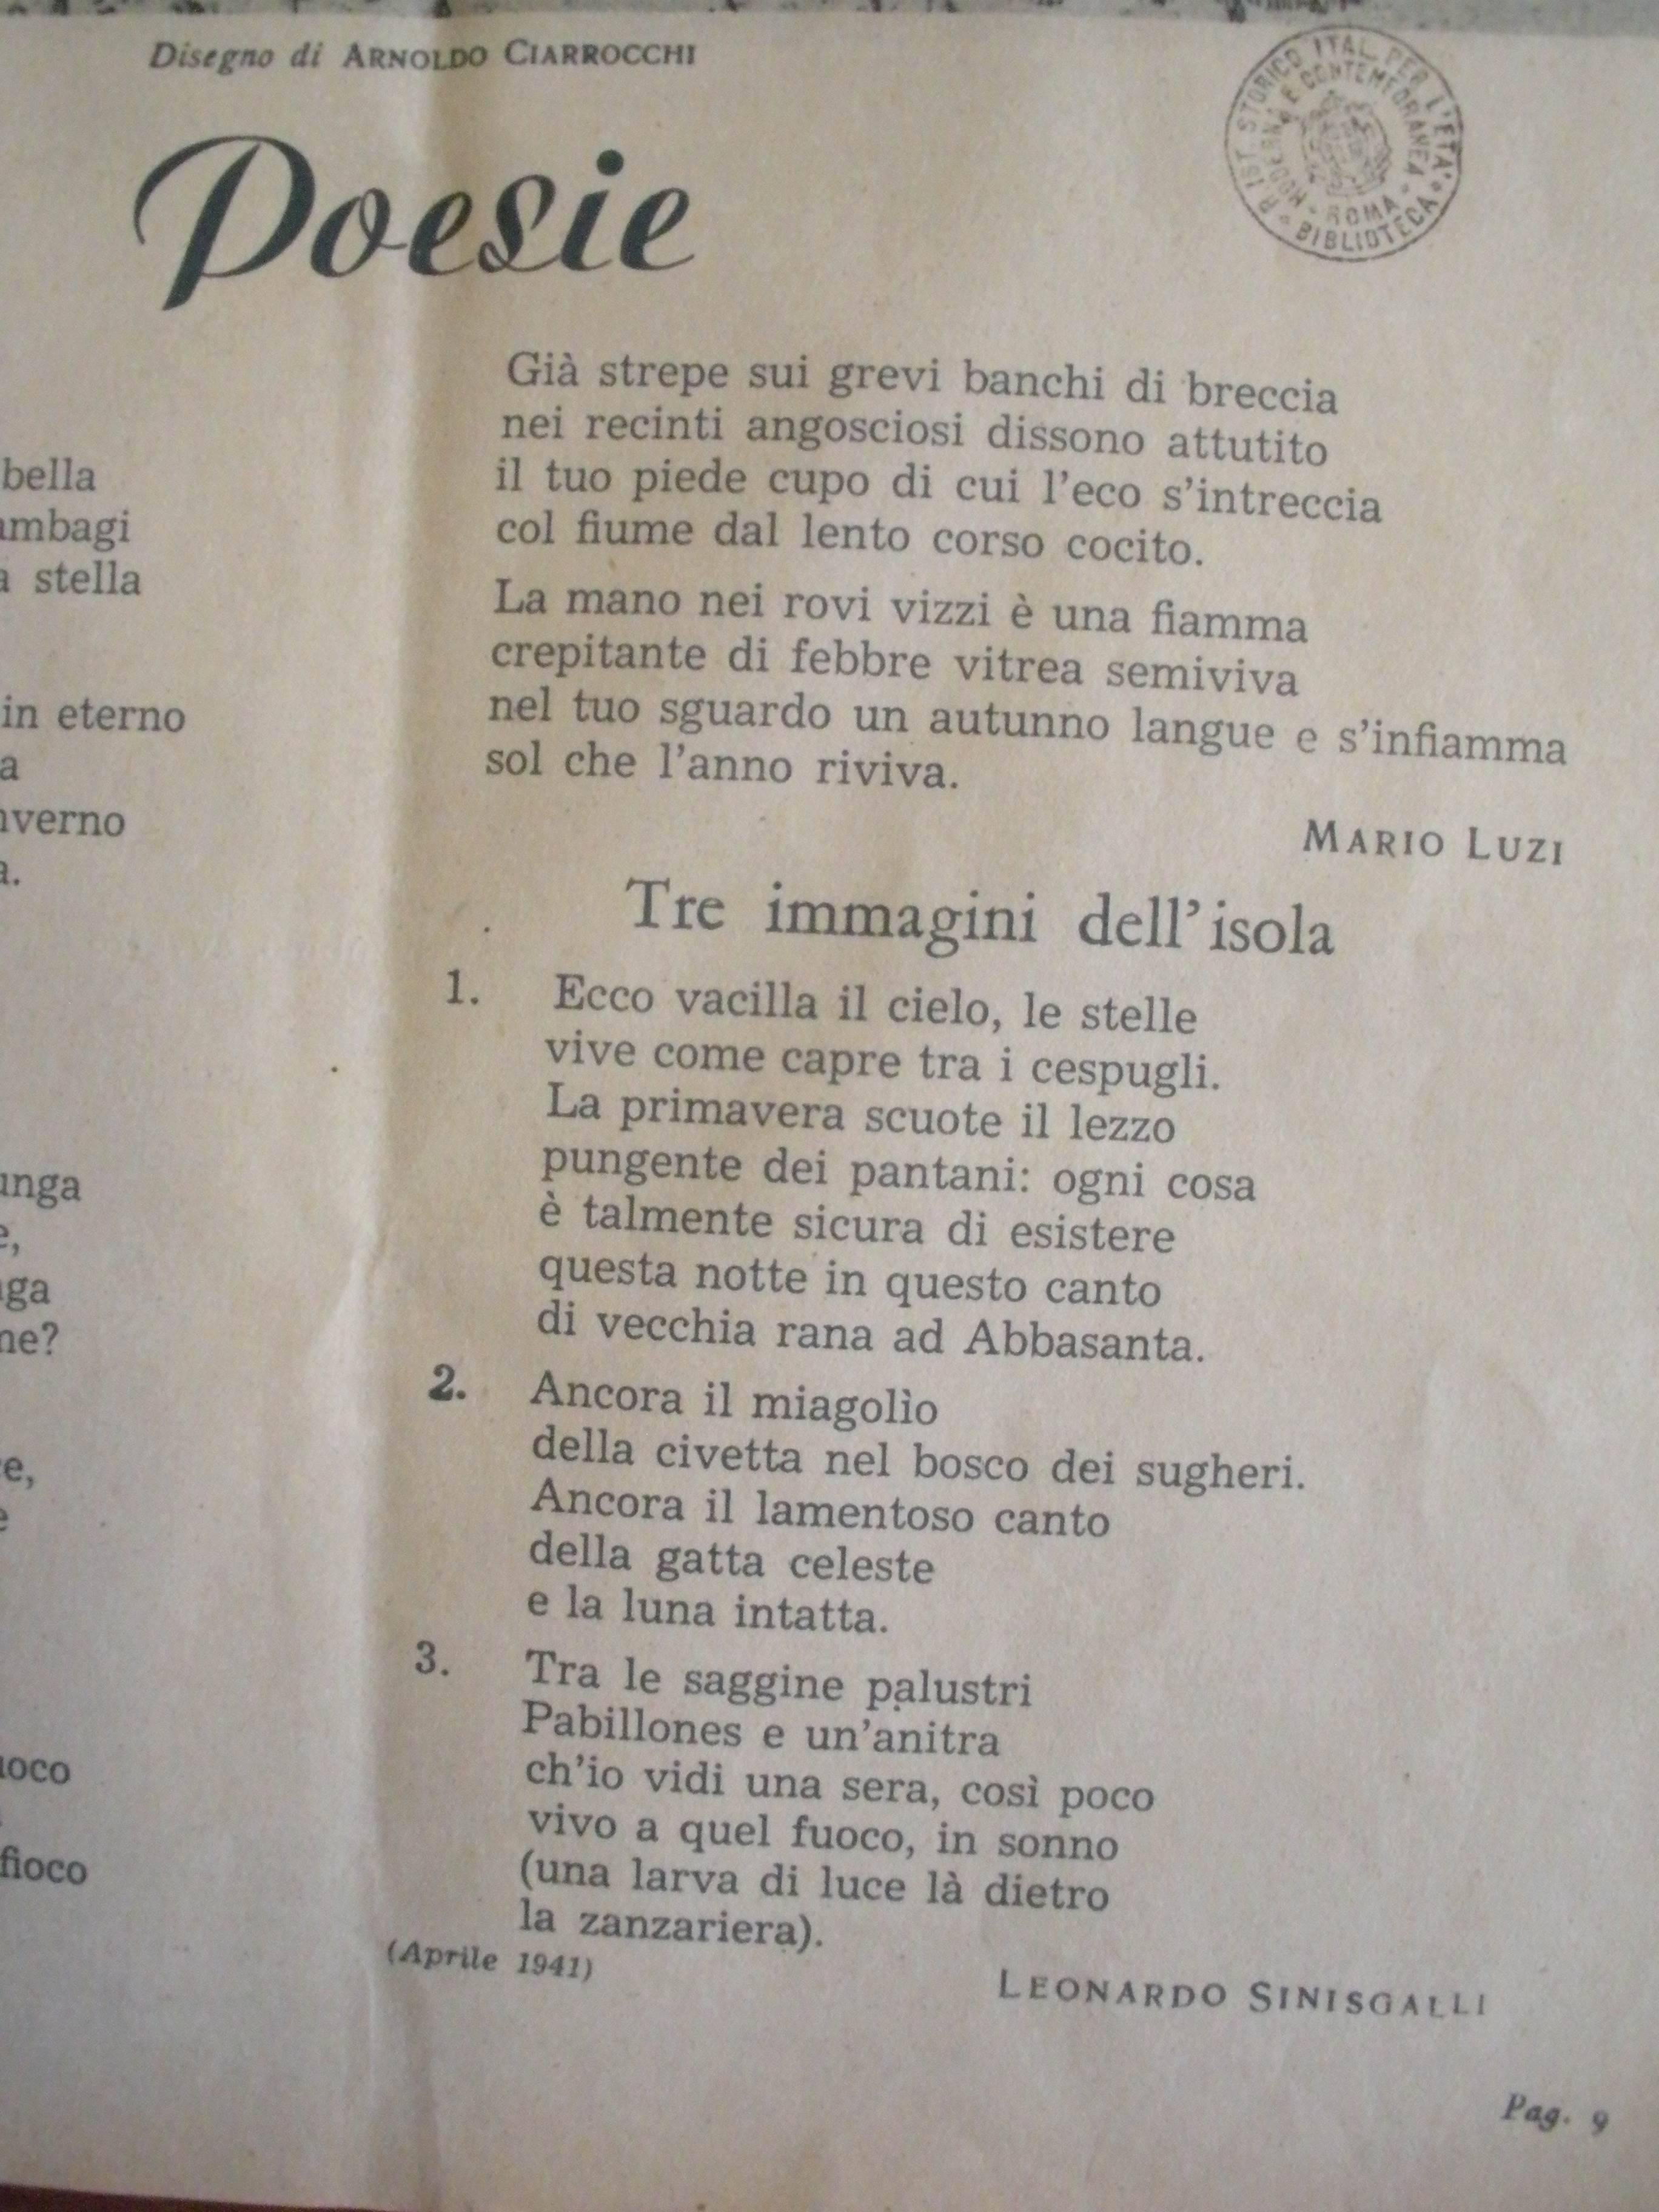 Disegno di ARNOLDO CIARROCCHI
R. IST. STORICO ITAL. PER L'ETA'
MODERNA E CONTEMPORANEA
ROMA
BIBLIOTECA
Poesie
bella
ambagi
a stella
in eterno
a
nverno
a.
unga
e,
ga
ne?
e,
e
uoco
fioco
Già strepe sui grevi banchi di breccia
nei recinti angosciosi dissono attutito
il tuo piede cupo di cui l'eco s'intreccia
col fiume dal lento corso cocito.
La mano nei rovi vizzi è una fiamma
crepitante di febbre vitrea semiviva
nel tuo sguardo un autunno langue e s'infiamma
sol che l'anno riviva.
MARIO LUZI
Tre immagini dell'isola
1. Ecco vacilla il cielo, le stelle
vive come capre tra i cespugli.
La primavera scuote il lezzo
pungente dei pantani: ogni cosa
è talmente sicura di esistere
questa notte in questo canto
di vecchia rana ad Abbasanta.
2. Ancora il miagolìo
della civetta nel bosco dei sugheri.
Ancora il lamentoso canto
della gatta celeste
e la luna intatta.
3. Tra le saggine palustri
Pabillones e un'anitra
ch'io vidi una sera, così poco
vivo a quel fuoco, in sonno
(una larva di luce là dietro
la zanzariera).
(Aprile 1941)
LEONARDO SINISGALLI
Pag. 9